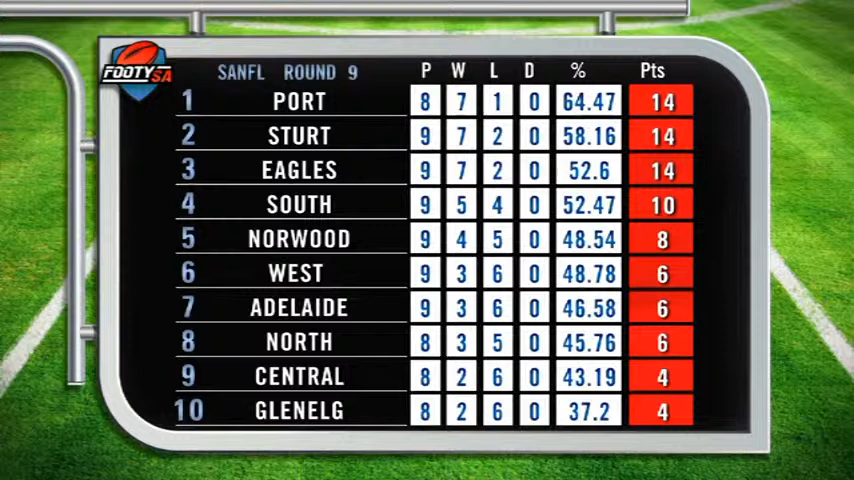 FOOTY SA
SANFL ROUND 9 P W L D % Pts
1 PORT 8 7 1 0 64.47 14
2 STURT 9 7 2 0 58.16 14
3 EAGLES 9 7 2 0 52.6 14
4 SOUTH 9 5 4 0 52.47 10
5 NORWOOD 9 4 5 0 48.54 8
6 WEST 9 3 6 0 48.78 6
7 ADELAIDE 9 3 6 0 46.58 6
8 NORTH 8 3 5 0 45.76 6
9 CENTRAL 8 2 6 0 43.19 4
10 GLENELG 8 2 6 0 37.2 4